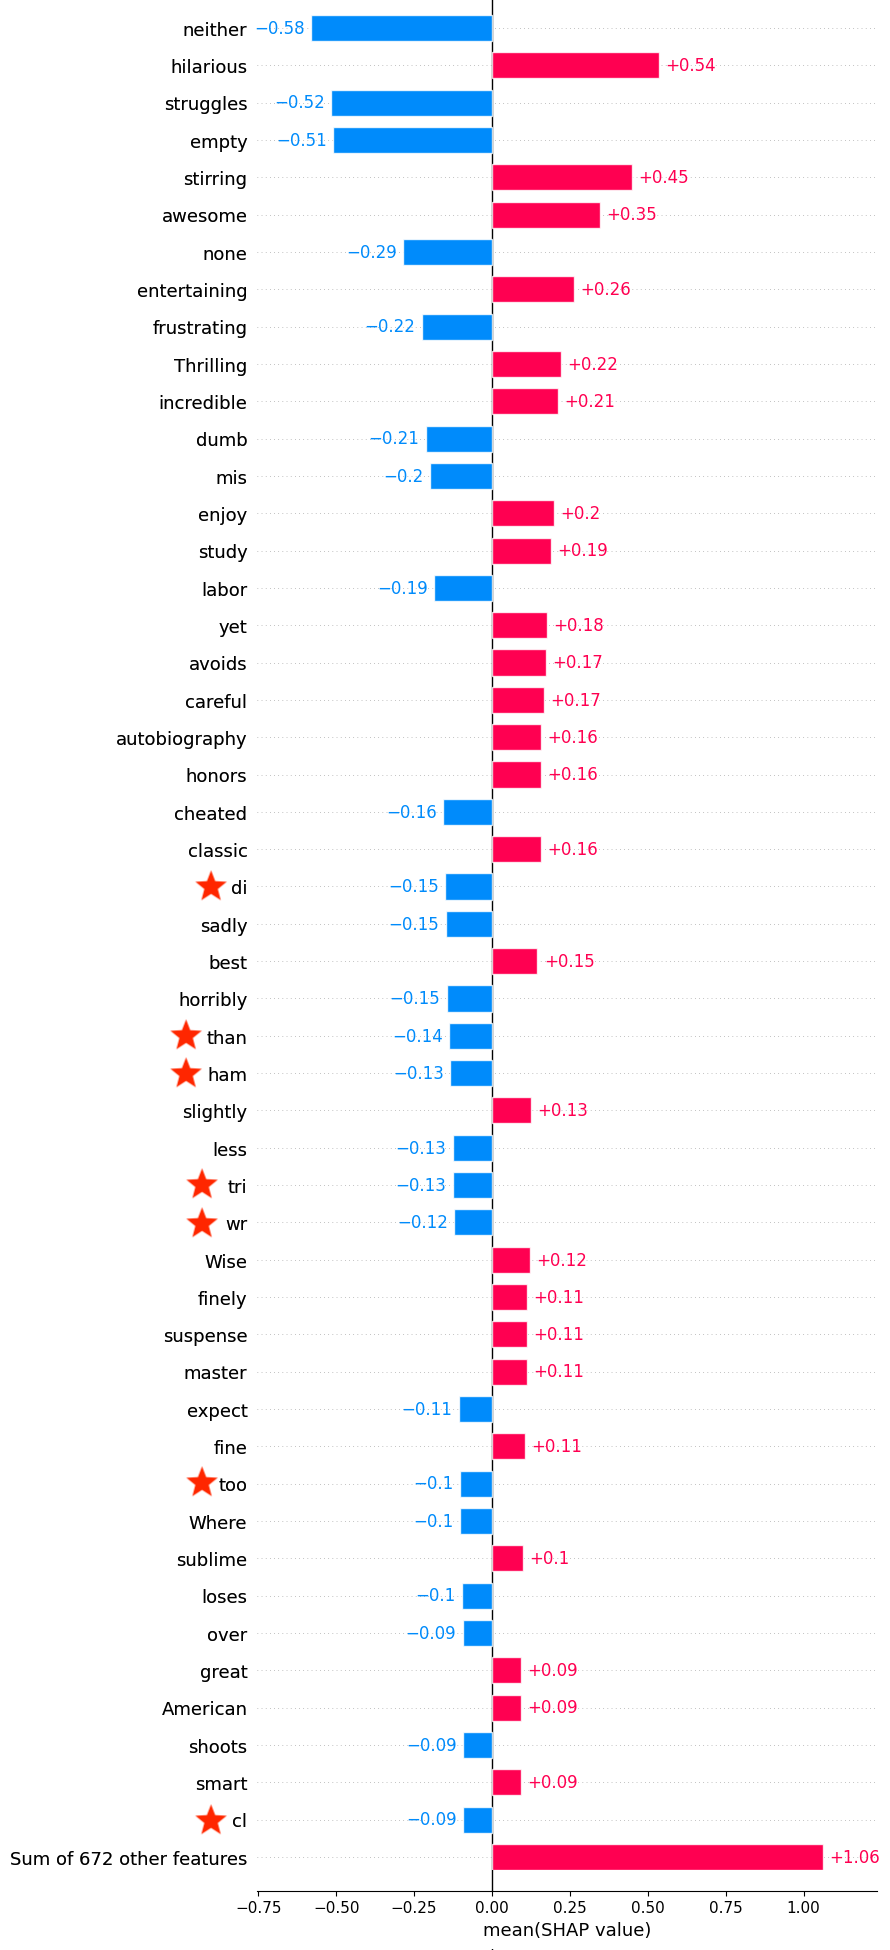 neither −0.58
hilarious +0.54
struggles −0.52
empty −0.51
stirring +0.45
awesome +0.35
none −0.29
entertaining +0.26
frustrating −0.22
Thrilling +0.22
incredible +0.21
dumb −0.21
mis −0.2
enjoy +0.2
study +0.19
labor −0.19
yet +0.18
avoids +0.17
careful +0.17
autobiography +0.16
honors +0.16
cheated −0.16
classic +0.16
di −0.15
sadly −0.15
best +0.15
horribly −0.15
than −0.14
ham −0.13
slightly +0.13
less −0.13
tri −0.13
wr −0.12
Wise +0.12
finely +0.11
suspense +0.11
master +0.11
expect −0.11
fine +0.11
too −0.1
Where −0.1
sublime +0.1
loses −0.1
over −0.09
great +0.09
American +0.09
shoots −0.09
smart +0.09
cl −0.09
Sum of 672 other features +1.06
−0.75 −0.50 −0.25 0.00 0.25 0.50 0.75 1.00
mean(SHAP value)